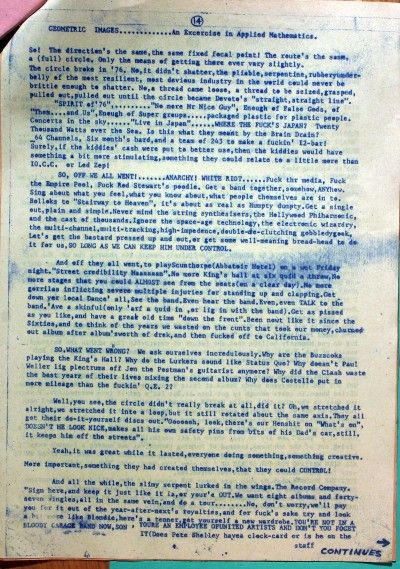 14
GEOMETRIC IMAGES............An Excercise in Applied Mathematics.
So! The direction's the same,the same fixed focal point! The route's the same,
a (full) circle. Only the means of getting there ever vary slightly.
The circle broke in '76. No,it didn't shatter,the pliable,serpentine,rubberyunder-
belly of the most resilient, most devious industry in the world could never be
brittle enough to shatter. No,a thread came loose, a thread to be seized,grasped,
pulled out,pulled out until the circle became Devoto's "straight,straight line".
"SPIRIT of'76"........."No more Mr Nice Guy", Enough of False Gods, of
"Them.....and Us",Enough of Super groups......packaged plastic for plastic people.
Concerts in the sky......"Live in Japan"......WHERE THE FUCK'S JAPAN? Twenty
Thousand Watts over the Sea. Is this what they meant by the Brain Drain?
64 Channels, Six month's hard,and a team of 243 to make a fuckin' 12-bar!
Surely,if the kiddies' cash were put to better use,then the kiddies would have
something a bit more stimulating,something they could relate to a little more than
10.C.C. or Led Zep!
SO, OFF WE ALL WENT!......ANARCHY! WHITE RIOT......Fuck thr media, Fuck
the Empire Pool, Fuck Rod Stewart's poodle. Get a band together,somehow,ANYhow.
Sing about what you feel,what you know,about what people themselves are in to.
Bolloks to "Stairway to Heaven", it's about as real as Humpty dumpty.Get a single
out,plain and simple.Never mind the string synthesisers,the Hollywood Philharmonic,
and the cast of thousands.Ignore the space-age technology,the electronic wizardry,
the multi-channel,multi-tracking,high-impedence,double-de-clutching gobbledygook,
go's get the bastard pressed up and out,or get some well-meaning bread-head to do
it for us,SO LONG AS WE CAN KEEP HIM UNDER CONTROL.
And off they all went,to playScunthorpe(Abbatoir Hotel) on a wet Friday
night."Street credibility Maaaaaan".No more King's ball at six quid a throw,No
more stages that you could ALMOST see from the seats(on a clear day).No more
gorrilas inflicting severe multiple injuries for standing up and clapping.Get
down yer local Dance' all,See the band.Even hear the band.Even,even TALK to the
band,'Ave a skinful(only 'arf a quid in ,er lig in with the band).Get as pissed
as you like,and have a great old time "down the front".Been nowt like it since the
Sixties,and to think of the years we wasted on the cunts that took our money,churned
out album after album'sworth of drek,and then fucked off to California.
SO,WHAT WENT WRONG? We ask ourselves incredulously.Why are the Buzzcocks
playing the King's Hall? Why do the Lurkers sound like Status Quo? Why doesn't Paul
Weller lig plectrums off Jon the Postman's guitarist anymore? Why did the Clash waste
the best years of their lives mixing the second album? Why does Costello put in
more mileage than the fuckin' Q.E. 2?
Well,you see,the circle didn't really break at all,did it? Oh,we stretched it
alright,we stretched it into a loop,but it still rotated about the same axis.They all
get their do-it-yourself discs out,"Ooooooh, look,there's our Henshit on "What's on".
DOESN'T HE LOOK NICE,makes all his own safety pins from bits of his Dad's car,still,
it keeps him off the streets".
Yeah,it was great while it lasted,everyone doing something,something creative.
More important,something they had created themselves,that they could CONTROL!
And all the while,the slimy serpent lurked in the wings.The Record Company.
"Sign here,and keep it just like it is,or your's OUT.We want eight albums and forty-
seven singles,all in the same vein,and do a tour........No, don't worry,we'll pay
you for it out of the year-after-next's royalties,and for fuck's sake try and look
a more like Blondie,here's a tenner,get yourself a new wardrobe.YOU'RE NOT IN A
BLOODY GARAGE BAND NOW,SON , YOURE AN EMPLOYEE OFUNITED ARTISTS AND DON'T YOU FOGET
IT(Does Pete Shelley havea clock-card or is he on the
staff
CONTINUES